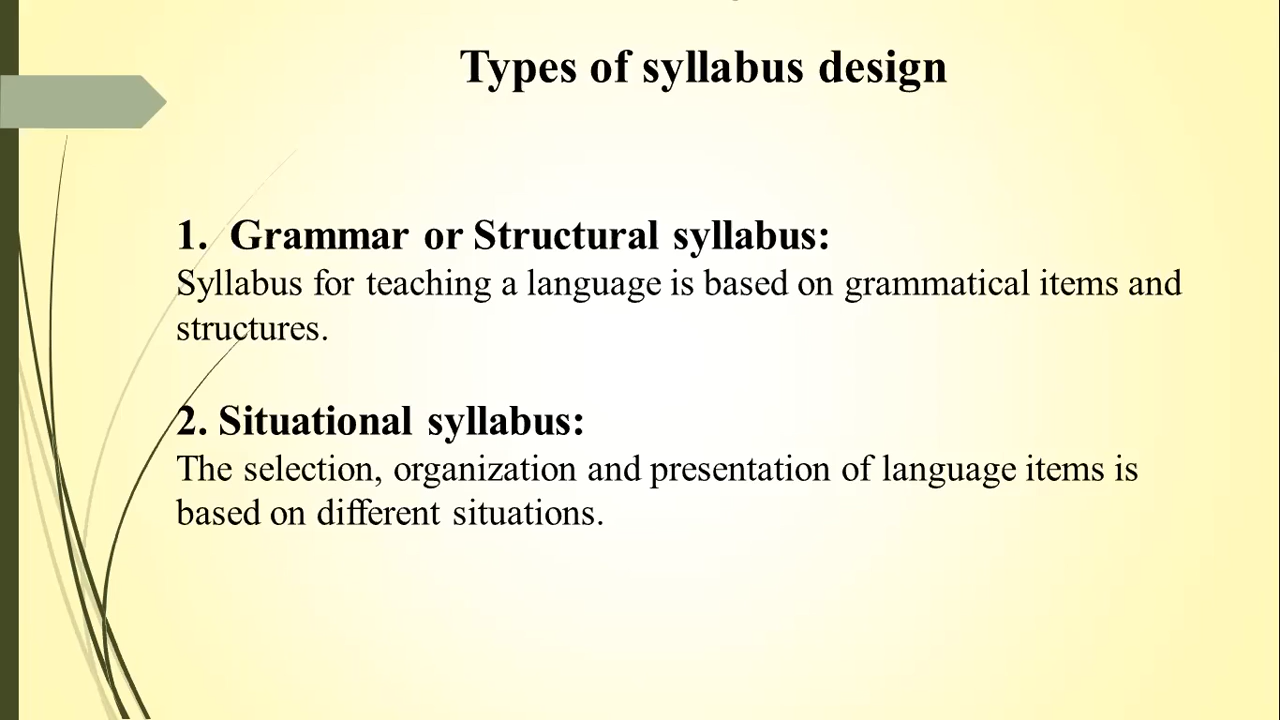 Types of syllabus design
1. Grammar or Structural syllabus:
Syllabus for teaching a language is based on grammatical items and
structures.
2. Situational syllabus:
The selection, organization and presentation of language items is
based on different situations.